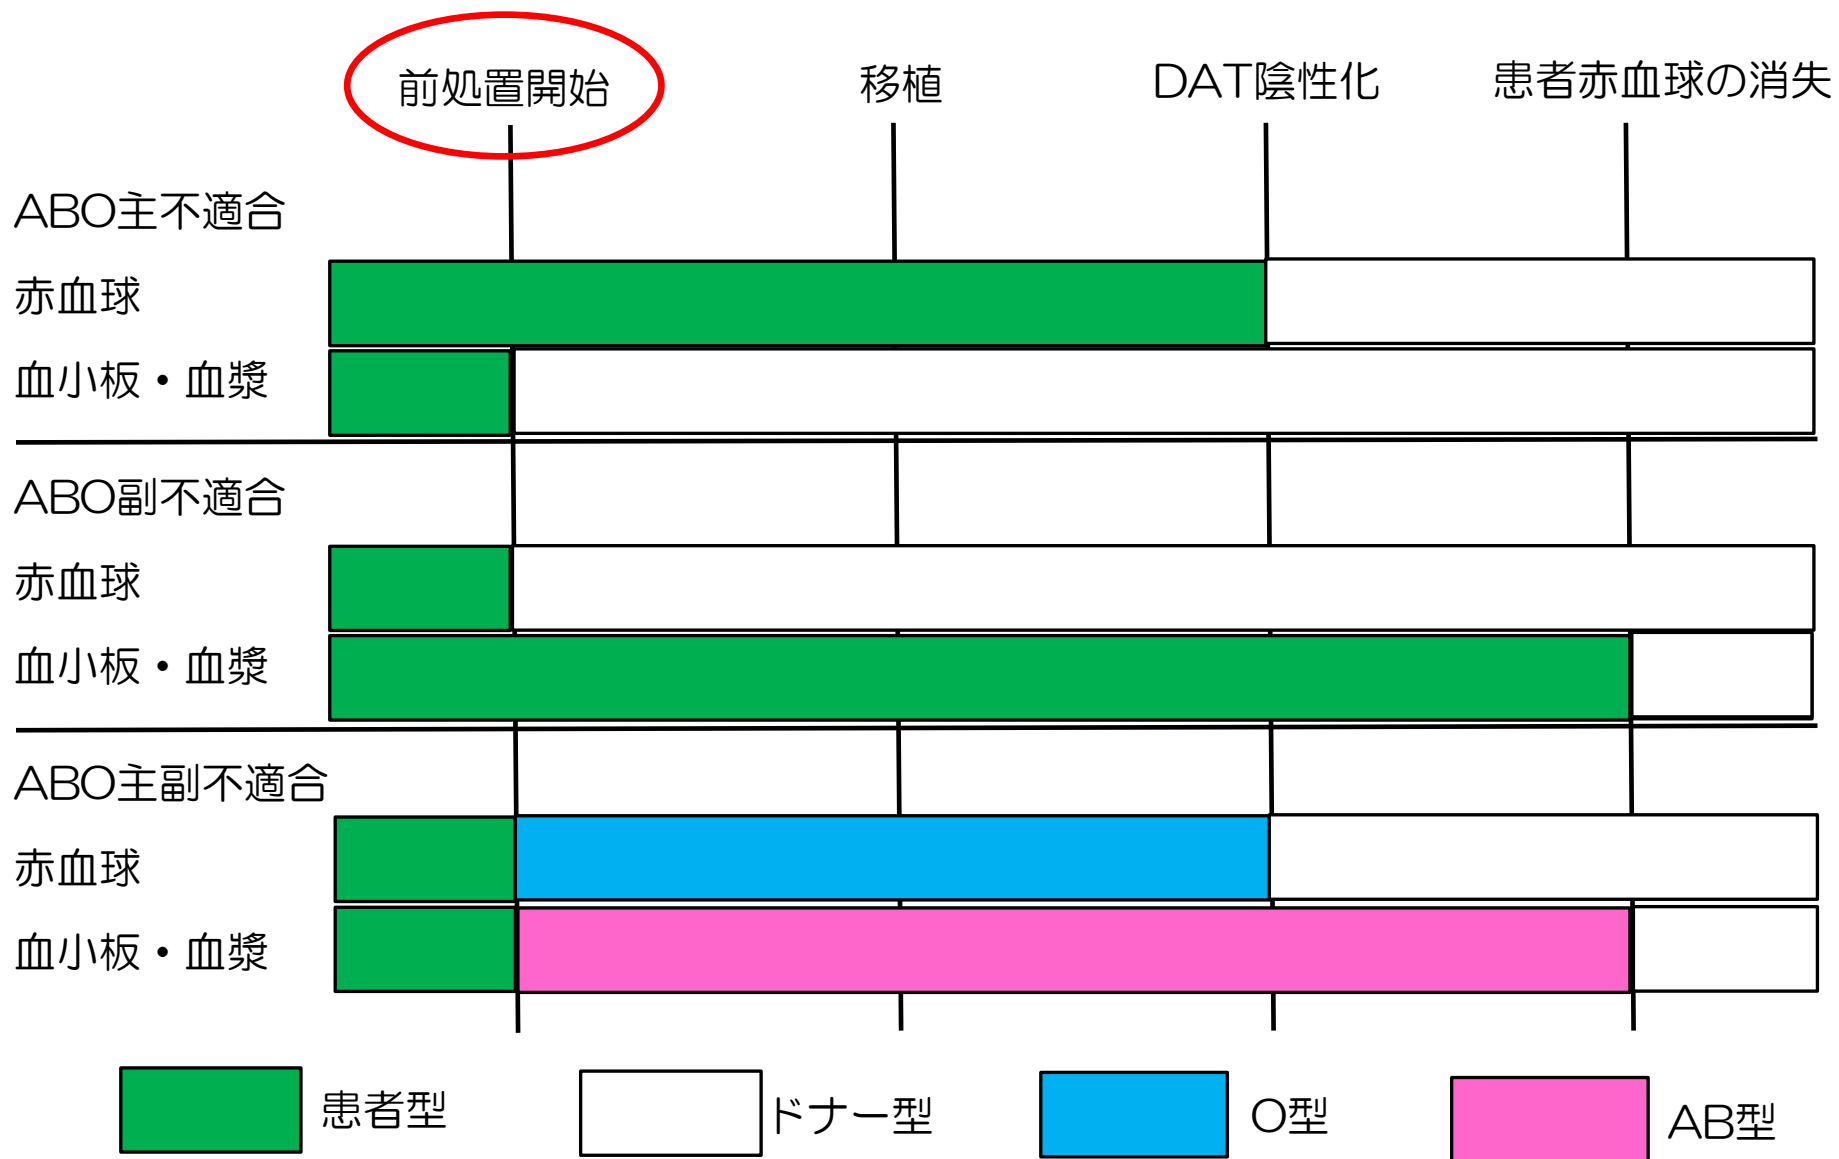 前処置開始 移植 DAT陰性化 患者赤血球の消失
ABO主不適合
赤血球
血小板・血漿
ABO副不適合
赤血球
血小板・血漿
ABO主副不適合
赤血球
血小板・血漿
患者型 ドナー型 O型 AB型